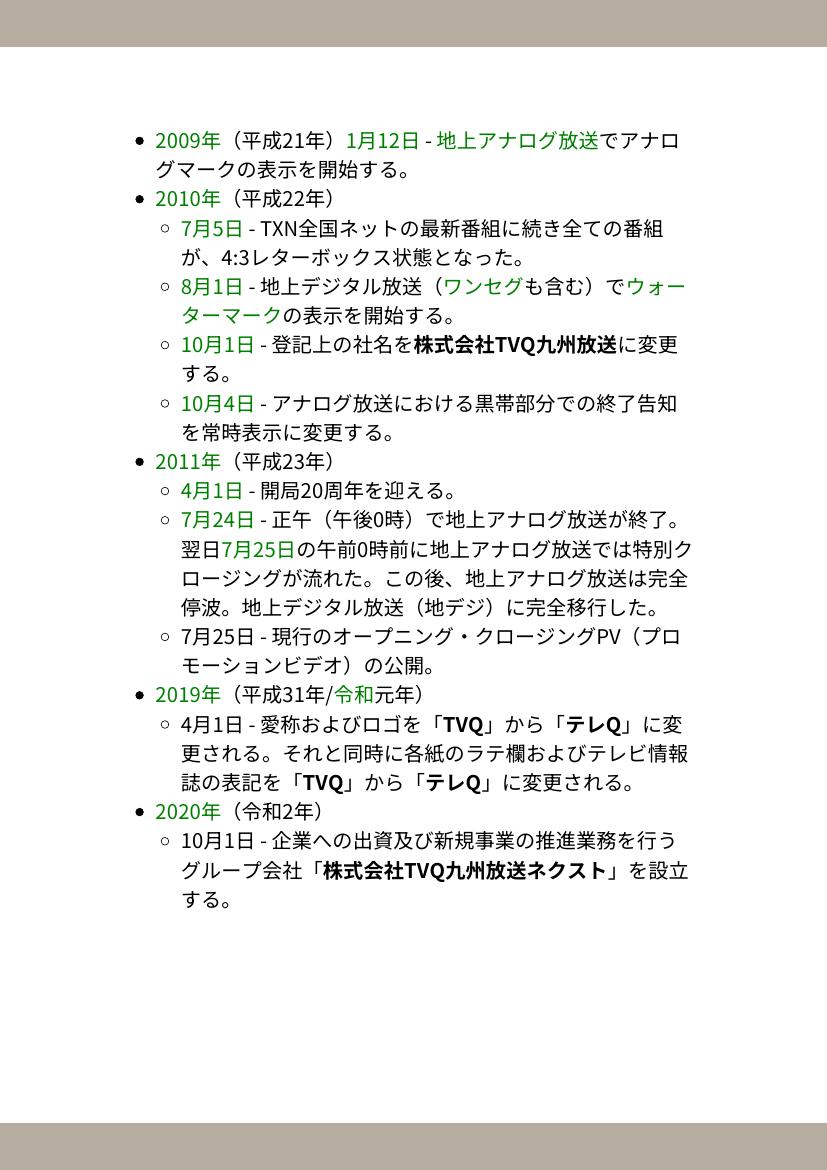 • 2009年（平成21年）1月12日 - 地上アナログ放送でアナロ
グマークの表示を開始する。
• 2010年（平成22年）
◦ 7月5日 - TXN全国ネットの最新番組に続き全ての番組
が、4:3レターボックス状態となった。
◦ 8月1日 - 地上デジタル放送（ワンセグも含む）でウォー
ターマークの表示を開始する。
◦ 10月1日 - 登記上の社名を株式会社TVQ九州放送に変更
する。
◦ 10月4日 - アナログ放送における黒帯部分での終了告知
を常時表示に変更する。
• 2011年（平成23年）
◦ 4月1日 - 開局20周年を迎える。
◦ 7月24日 - 正午（午後0時）で地上アナログ放送が終了。
翌日7月25日の午前0時前に地上アナログ放送では特別ク
ロージングが流れた。この後、地上アナログ放送は完全
停波。地上デジタル放送（地デジ）に完全移行した。
◦ 7月25日 - 現行のオープニング・クロージングPV（プロ
モーションビデオ）の公開。
• 2019年（平成31年/令和元年）
◦ 4月1日 - 愛称およびロゴを「TVQ」から「テレQ」に変
更される。それと同時に各紙のラテ欄およびテレビ情報
誌の表記を「TVQ」から「テレQ」に変更される。
• 2020年（令和2年）
◦ 10月1日 - 企業への出資及び新規事業の推進業務を行う
グループ会社「株式会社TVQ九州放送ネクスト」を設立
する。